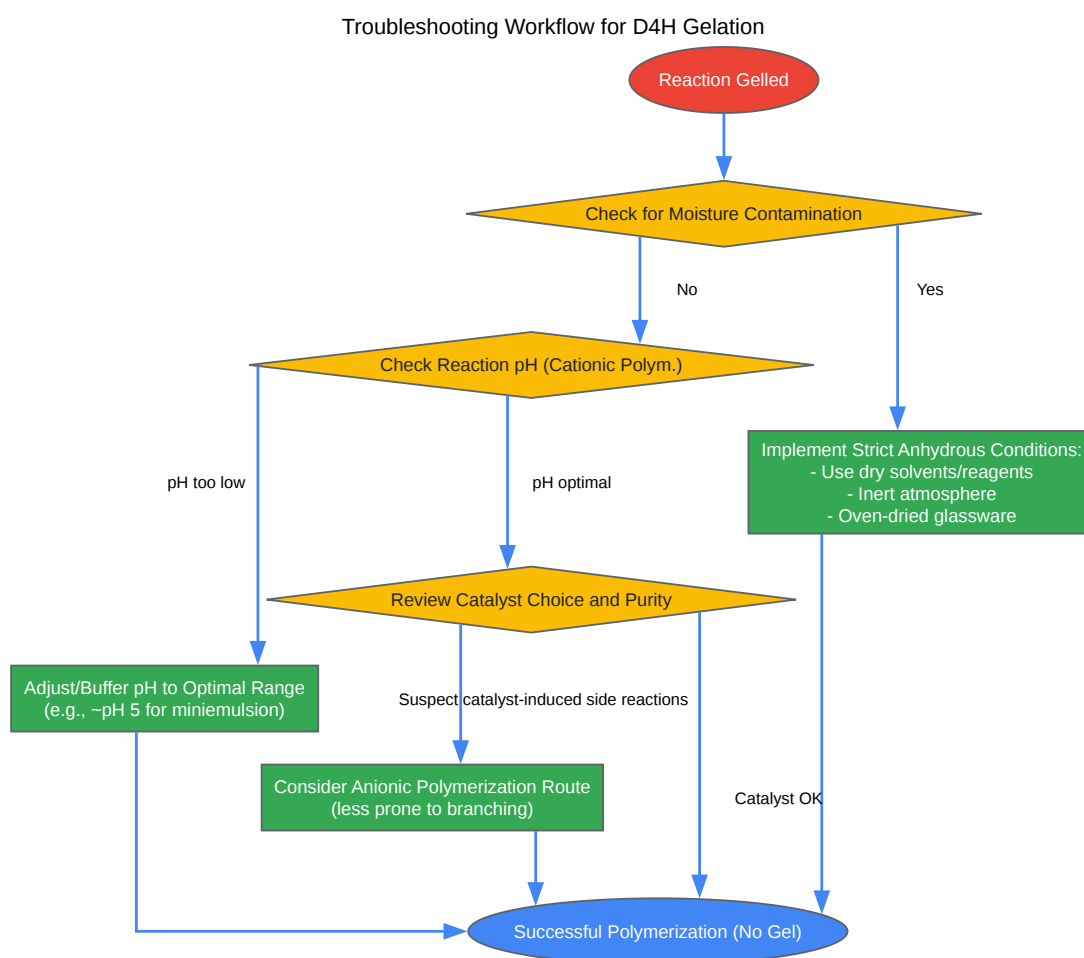 Troubleshooting Workflow for D4H Gelation
Reaction Gelled
Check for Moisture Contamination
No
Yes
Check Reaction pH (Cationic Polym.)
Implement Strict Anhydrous Conditions:
- Use dry solvents/reagents
- Inert atmosphere
- Oven-dried glassware
pH too low
pH optimal
Review Catalyst Choice and Purity
Adjust/Buffer pH to Optimal Range
(e.g., ~pH 5 for miniemulsion)
Suspect catalyst-induced side reactions
Consider Anionic Polymerization Route
(less prone to branching)
Catalyst OK
Successful Polymerization (No Gel)